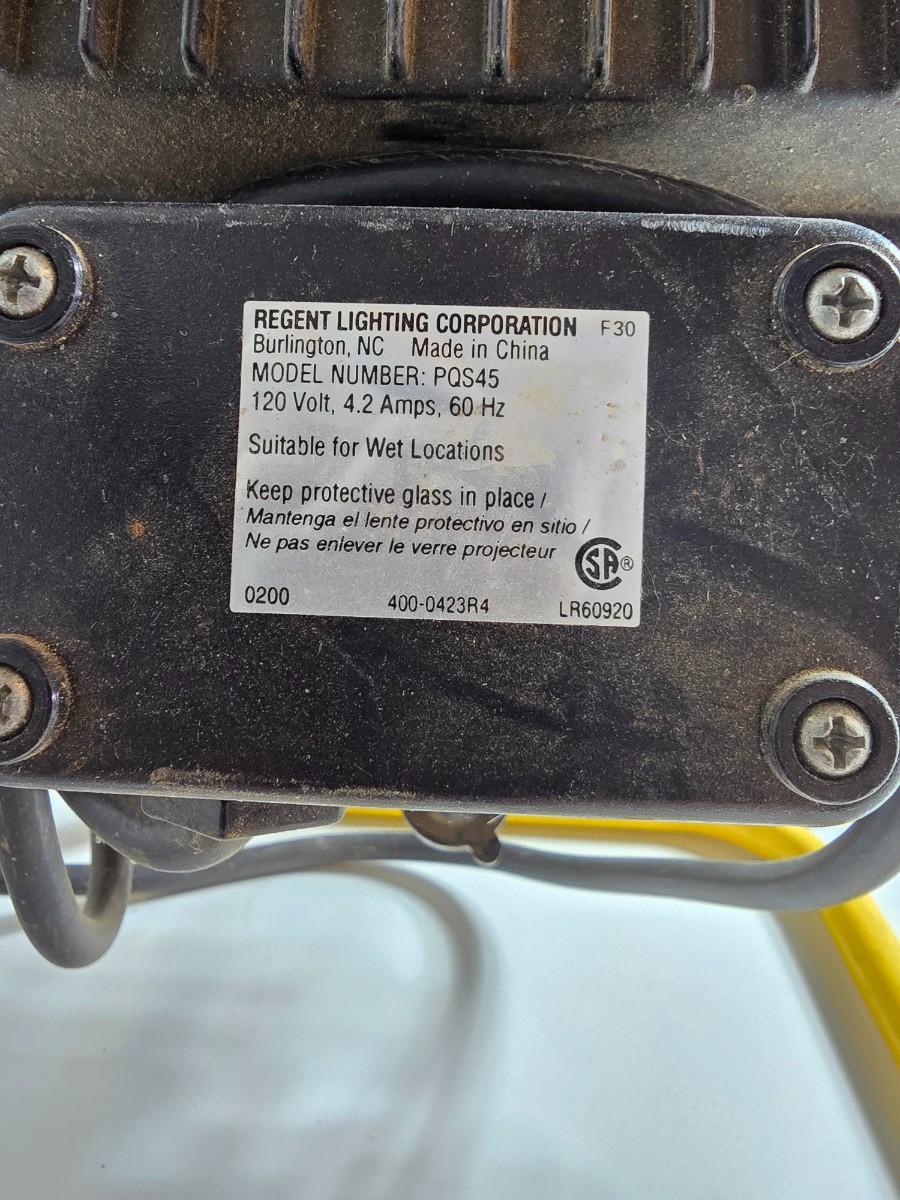 REGENT LIGHTING CORPORATION F30
Burlington, NC Made in China
MODEL NUMBER: PQS45
120 Volt, 4.2 Amps, 60 Hz
Suitable for Wet Locations
Keep protective glass in place /
Mantenga el lente protectivo en sitio /
Ne pas enlever le verre projecteur
CSA®
0200 400-0423R4 LR60920